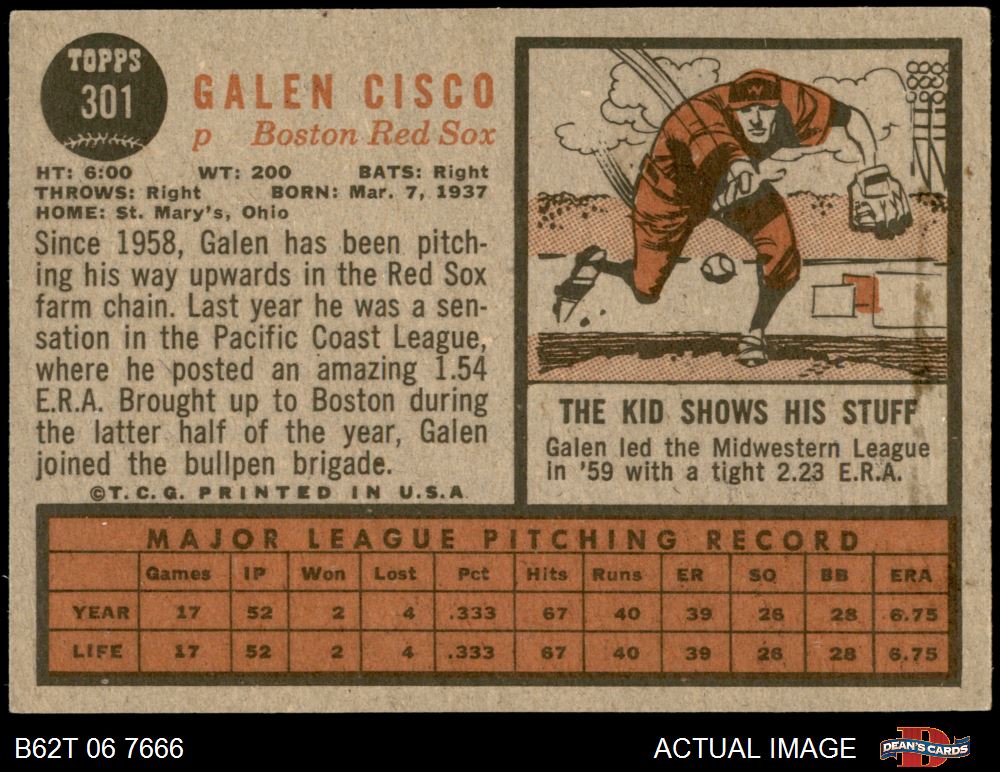 TOPPS
301
GALEN CISCO
p Boston Red Sox
HT: 6:00 WT: 200 BATS: Right
THROWS: Right BORN: Mar. 7, 1937
HOME: St. Mary's, Ohio
Since 1958, Galen has been pitch-
ing his way upwards in the Red Sox
farm chain. Last year he was a sen-
sation in the Pacific Coast League,
where he posted an amazing 1.54
E.R.A. Brought up to Boston during
the latter half of the year, Galen
joined the bullpen brigade.
©T.C.G. PRINTED IN U.S.A.
W
THE KID SHOWS HIS STUFF
Galen led the Midwestern League
in '59 with a tight 2.23 E.R.A.
MAJOR LEAGUE PITCHING RECORD
Games IP Won Lost Pct Hits Runs ER SO BB ERA
YEAR 17 52 2 4 .333 67 40 39 26 28 6.75
LIFE 17 52 2 4 .333 67 40 39 26 28 6.75
B62T 06 7666 ACTUAL IMAGE D DEAN'S CARDS